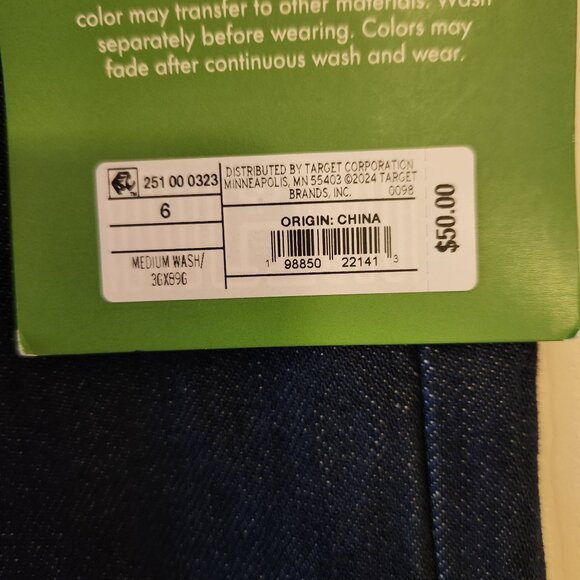 color may transfer to other materials. Wash
separately before wearing. Colors may
fade after continuous wash and wear.
251 00 0323
6
MEDIUM WASH/
3GX89G
DISTRIBUTED BY TARGET CORPORATION
MINNEAPOLIS, MN 55403 ©2024 TARGET
BRANDS, INC. 0098
ORIGIN: CHINA
1 98850 22141 3
$50.00